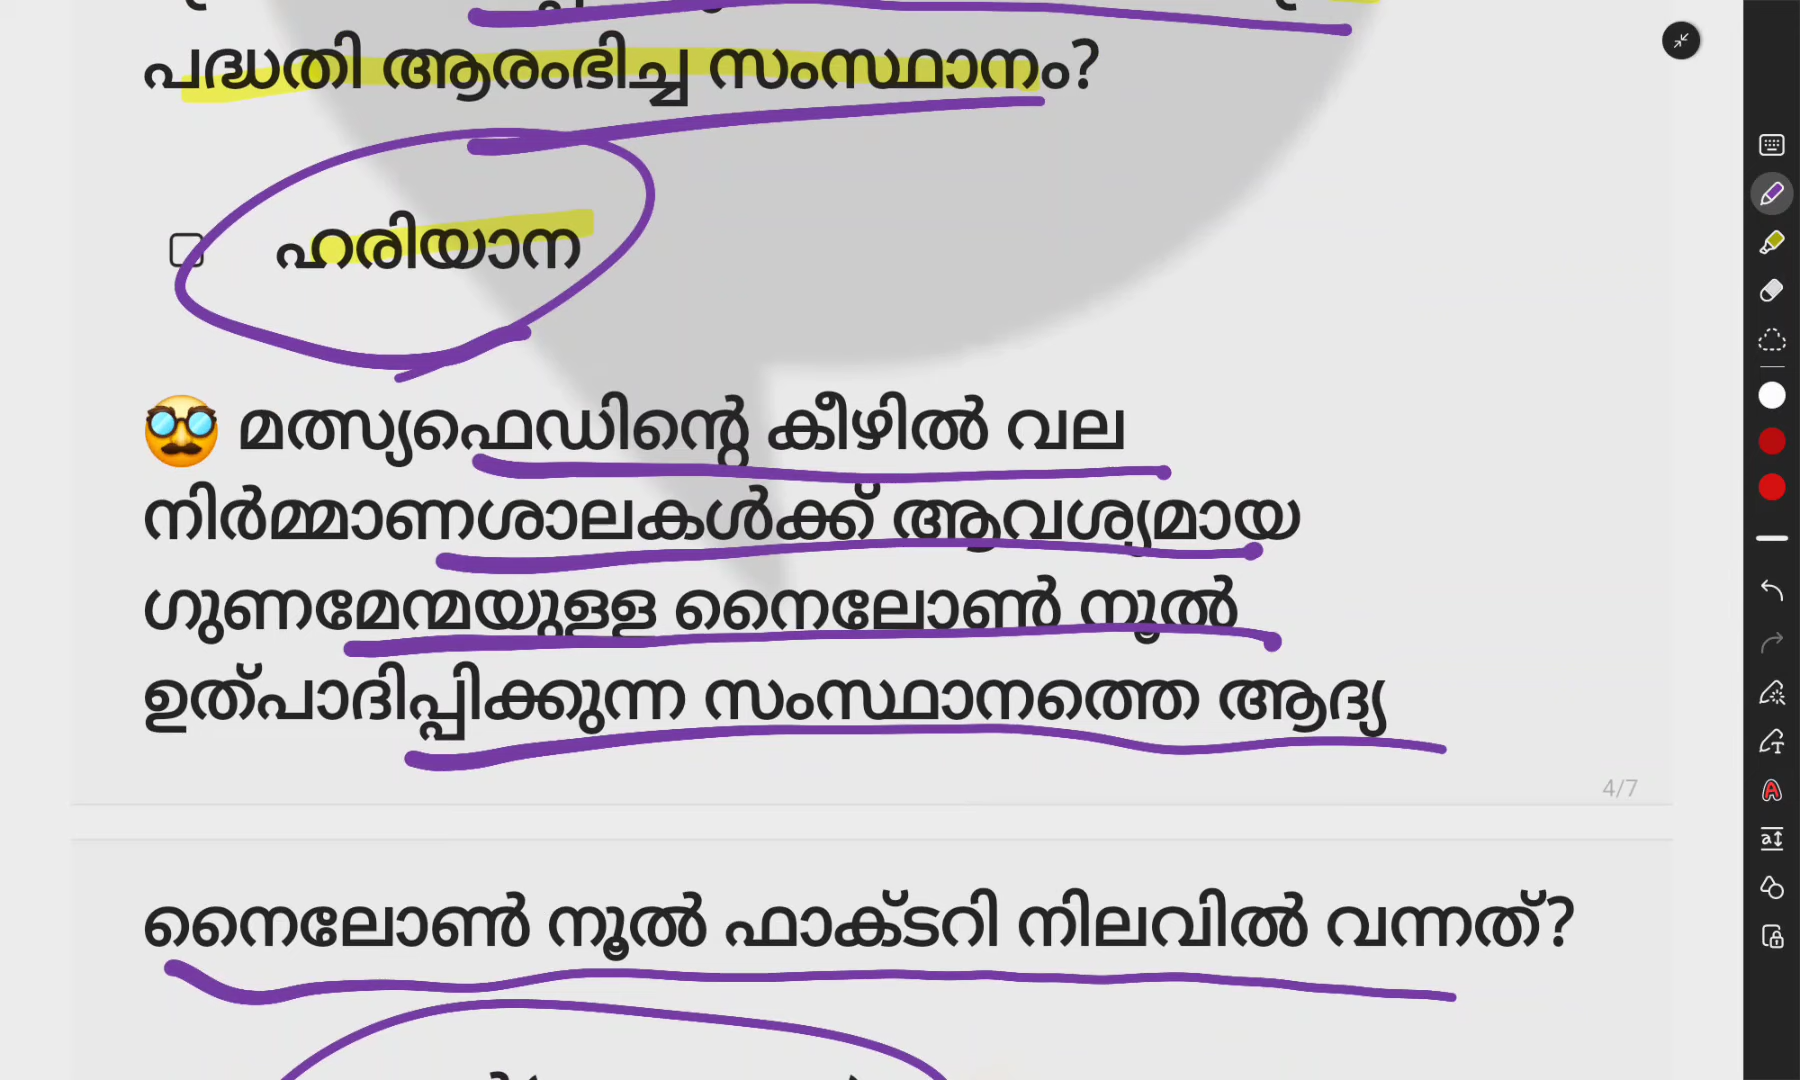 പദ്ധതി ആരംഭിച്ച സംസ്ഥാനം?
ഹരിയാന
🥸 മത്സ്യഫെഡിന്റെ കീഴിൽ വല
നിർമ്മാണശാലകൾക്ക് ആവശ്യമായ
ഗുണമേന്മയുള്ള നൈലോൺ നൂൽ
ഉത്പാദിപ്പിക്കുന്ന സംസ്ഥാനത്തെ ആദ്യ
4/7
നൈലോൺ നൂൽ ഫാക്ടറി നിലവിൽ വന്നത്?